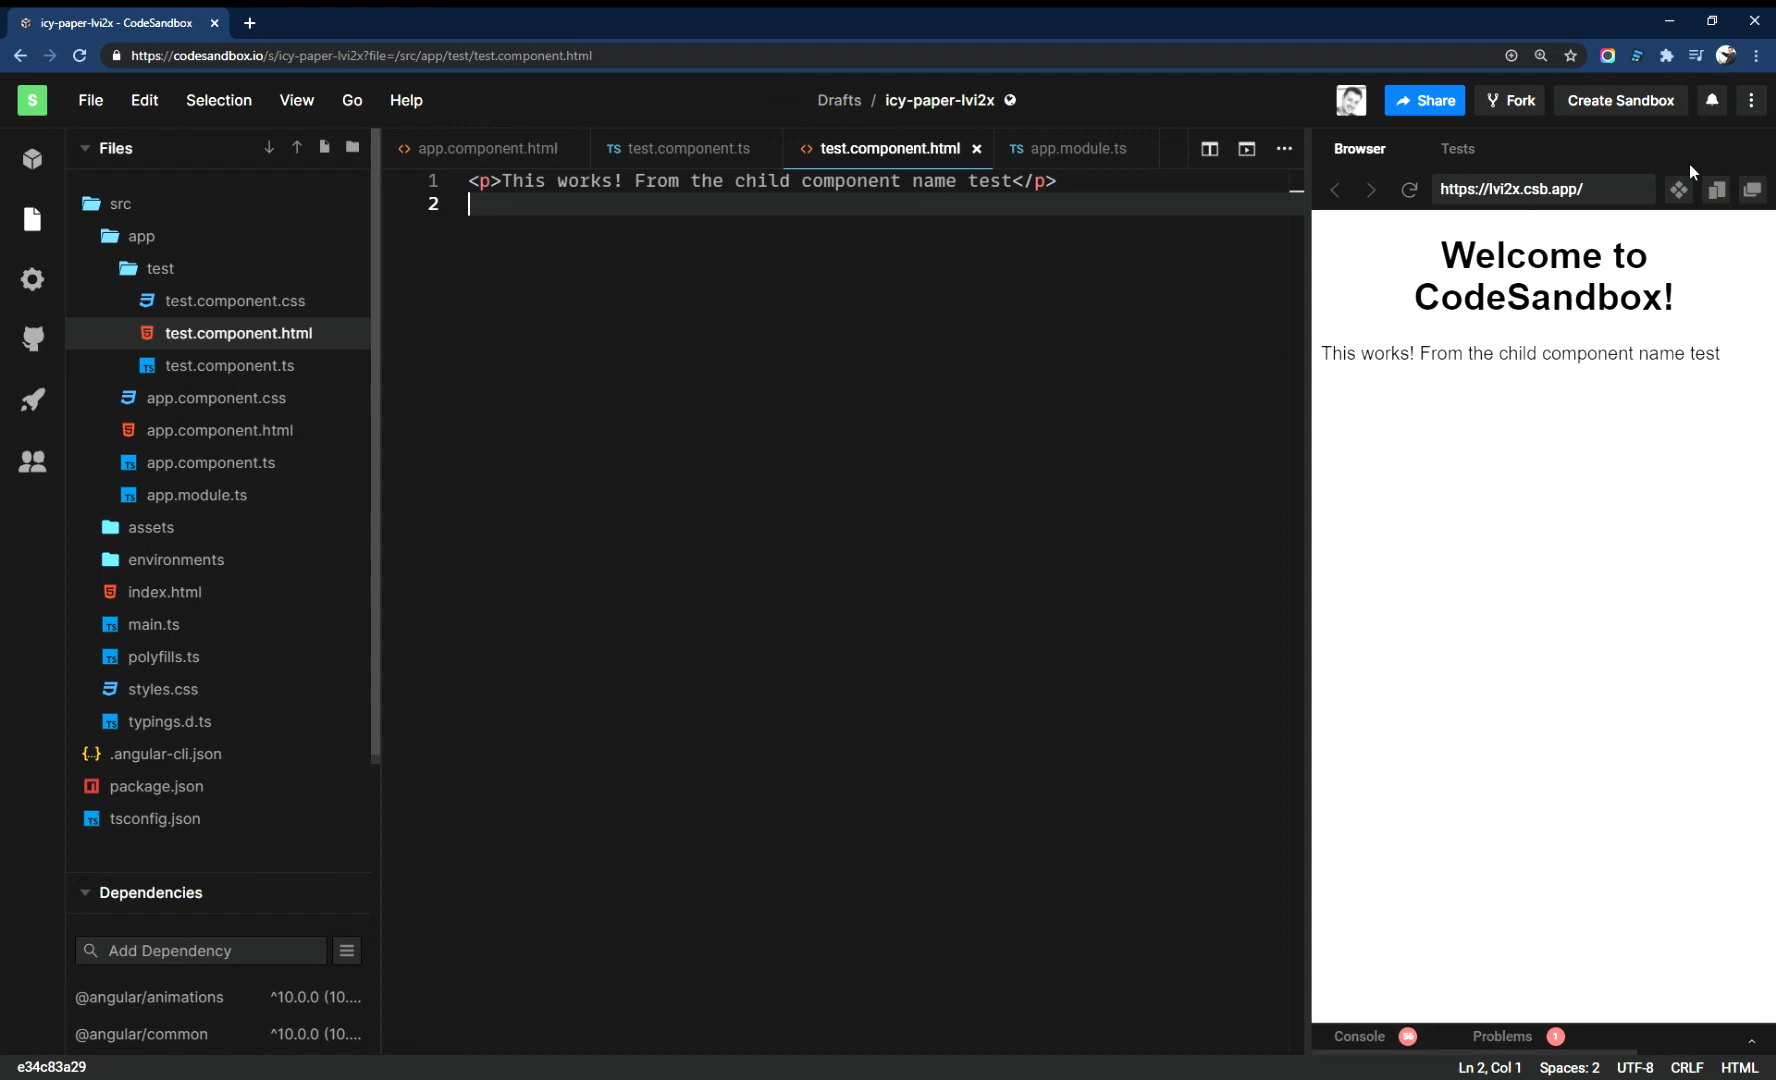 icy-paper-lvi2x - CodeSandbox
https://codesandbox.io/s/icy-paper-lvi2x?file=/src/app/test/test.component.html
S File Edit Selection View Go Help Drafts / icy-paper-lvi2x Share Fork Create Sandbox
Files app.component.html TS test.component.ts test.component.html TS app.module.ts Browser Tests
https://lvi2x.csb.app/
1 <p>This works! From the child component name test</p>
2
src
app
test
test.component.css
test.component.html
test.component.ts
app.component.css
app.component.html
app.component.ts
app.module.ts
assets
environments
index.html
main.ts
polyfills.ts
styles.css
typings.d.ts
.angular-cli.json
package.json
tsconfig.json
Dependencies
Add Dependency
@angular/animations ^10.0.0 (10....
@angular/common ^10.0.0 (10....
Welcome to
CodeSandbox!
This works! From the child component name test
Console 56 Problems 1
e34c83a29 Ln 2, Col 1 Spaces: 2 UTF-8 CRLF HTML